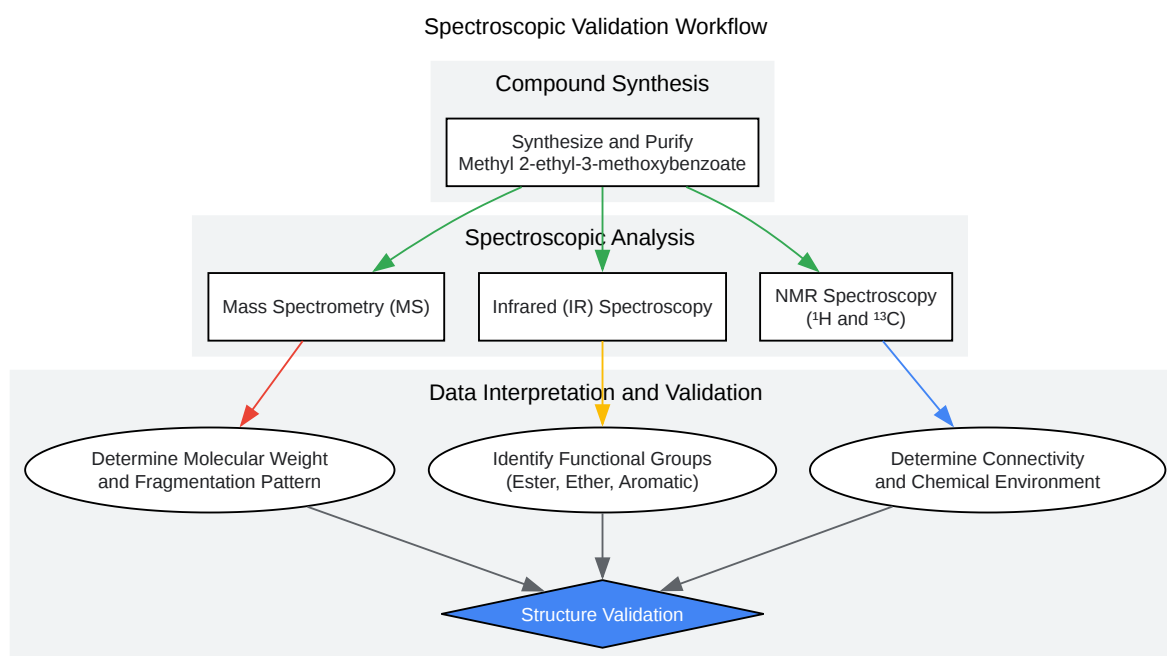 Spectroscopic Validation Workflow
Compound Synthesis
Synthesize and Purify
Methyl 2-ethyl-3-methoxybenzoate
Spectroscopic Analysis
Mass Spectrometry (MS)
Infrared (IR) Spectroscopy
NMR Spectroscopy
(¹H and ¹³C)
Data Interpretation and Validation
Determine Molecular Weight
and Fragmentation Pattern
Identify Functional Groups
(Ester, Ether, Aromatic)
Determine Connectivity
and Chemical Environment
Structure Validation